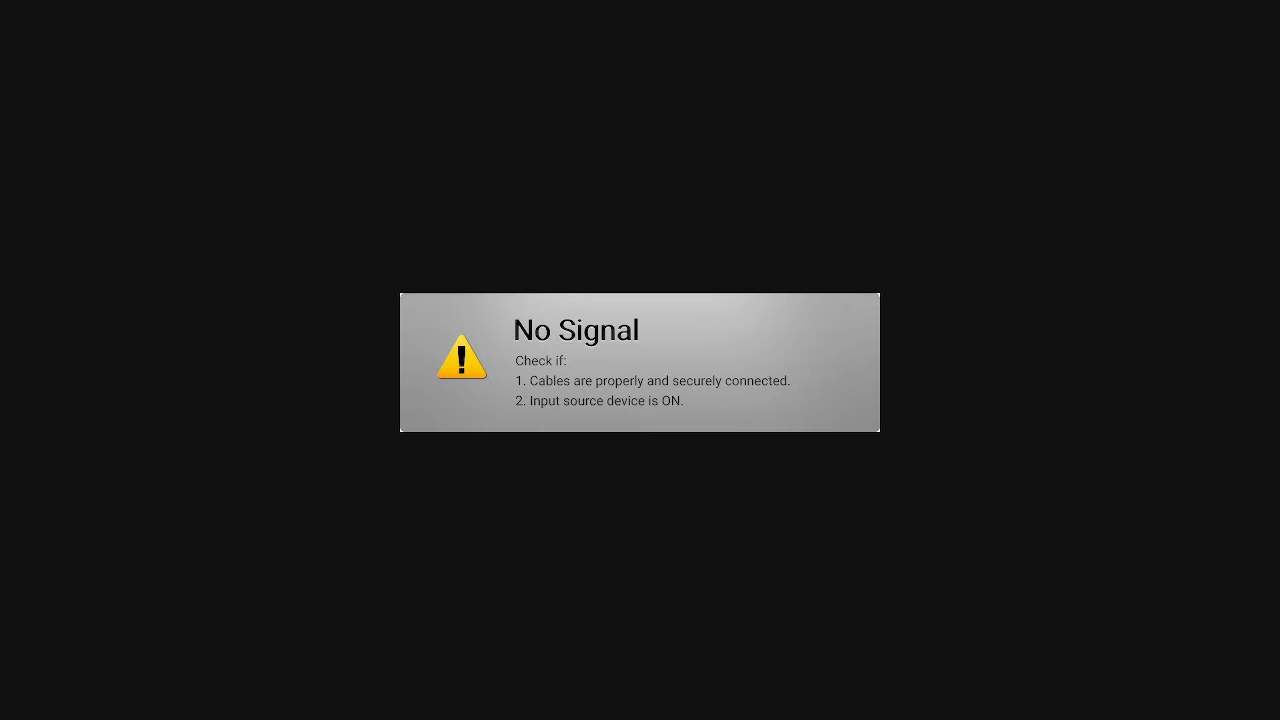 No Signal
Check if:
1. Cables are properly and securely connected.
2. Input source device is ON.